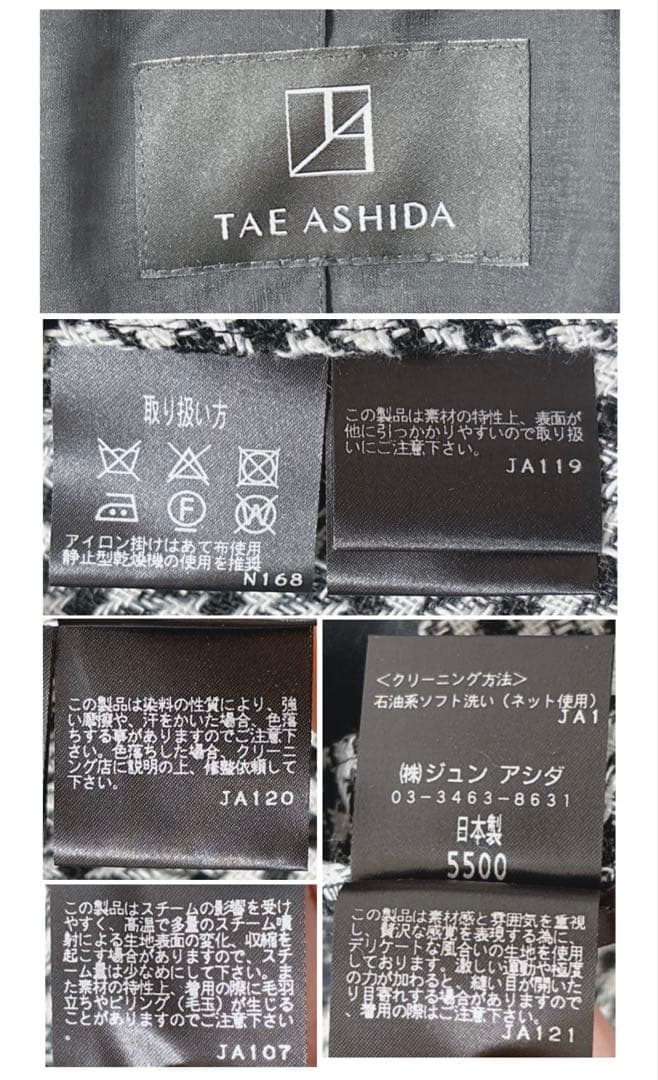 TA
TAE ASHIDA
取り扱い方
F
W
アイロン掛けはあて布使用
静止型乾燥機の使用を推奨
N168
この製品は素材の特性上、表面が
他に引っかかりやすいので取り扱
いにご注意下さい。
JA119
この製品は染料の性質により、強
い摩擦や、汗をかいた場合、色落
ちする事がありますのでご注意下
さい。色落ちした場合、クリーニ
ング店に説明の上、修整依頼して
下さい。
JA120
<クリーニング方法>
石油系ソフト洗い(ネット使用)
JA1
㈱ジュン アシダ
03-3463-8631
日本製
5500
この製品はスチームの影響を受け
やすく、高温で多量のスチーム噴
射による生地表面の変化、収縮を
起こす場合がありますので、スチ
ーム量は少なめにして下さい。ま
た素材の特性上、着用の際に毛羽
立ちやピリング(毛玉)が生じる
ことがありますのでご注意下さい
。
JA107
この製品は素材感と雰囲気を重視
し、贅沢な感覚を表現する為に、
デリケートな風合いの生地を使用
しております。激しい運動や極度
の力が加わると、縫い目が開いた
り目寄れする場合がありますので
、着用の際はご注意下さい。
JA121